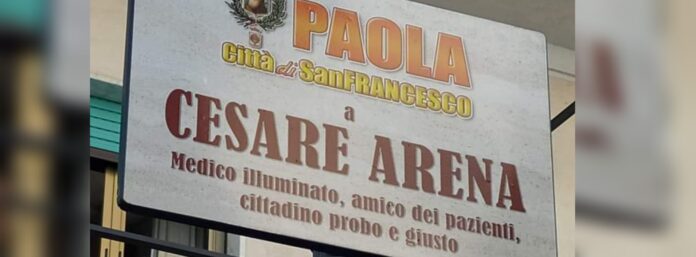 PAOLA
Città di SanFRANCESCO
a
CESARE ARENA
Medico illuminato, amico dei pazienti,
cittadino probo e giusto